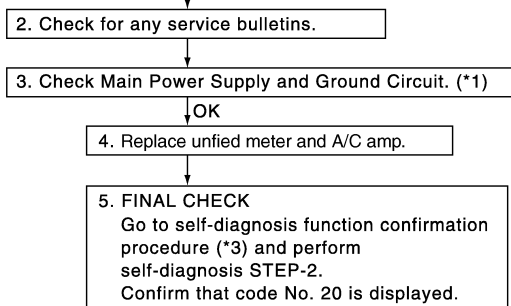 2. Check for any service bulletins.
3. Check Main Power Supply and Ground Circuit. (*1)
OK
4. Replace unfied meter and A/C amp.
5. FINAL CHECK
Go to self-diagnosis function confirmation
procedure (*3) and perform
self-diagnosis STEP-2.
Confirm that code No. 20 is displayed.